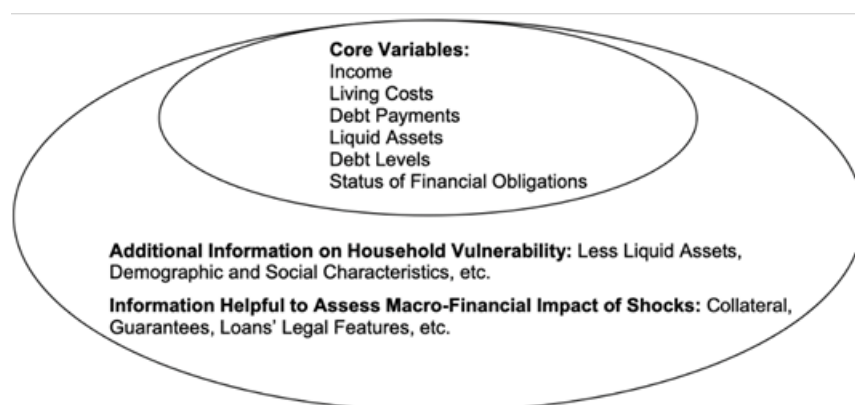 Core Variables:
Income
Living Costs
Debt Payments
Liquid Assets
Debt Levels
Status of Financial Obligations
Additional Information on Household Vulnerability: Less Liquid Assets,
Demographic and Social Characteristics, etc.
Information Helpful to Assess Macro-Financial Impact of Shocks: Collateral,
Guarantees, Loans' Legal Features, etc.